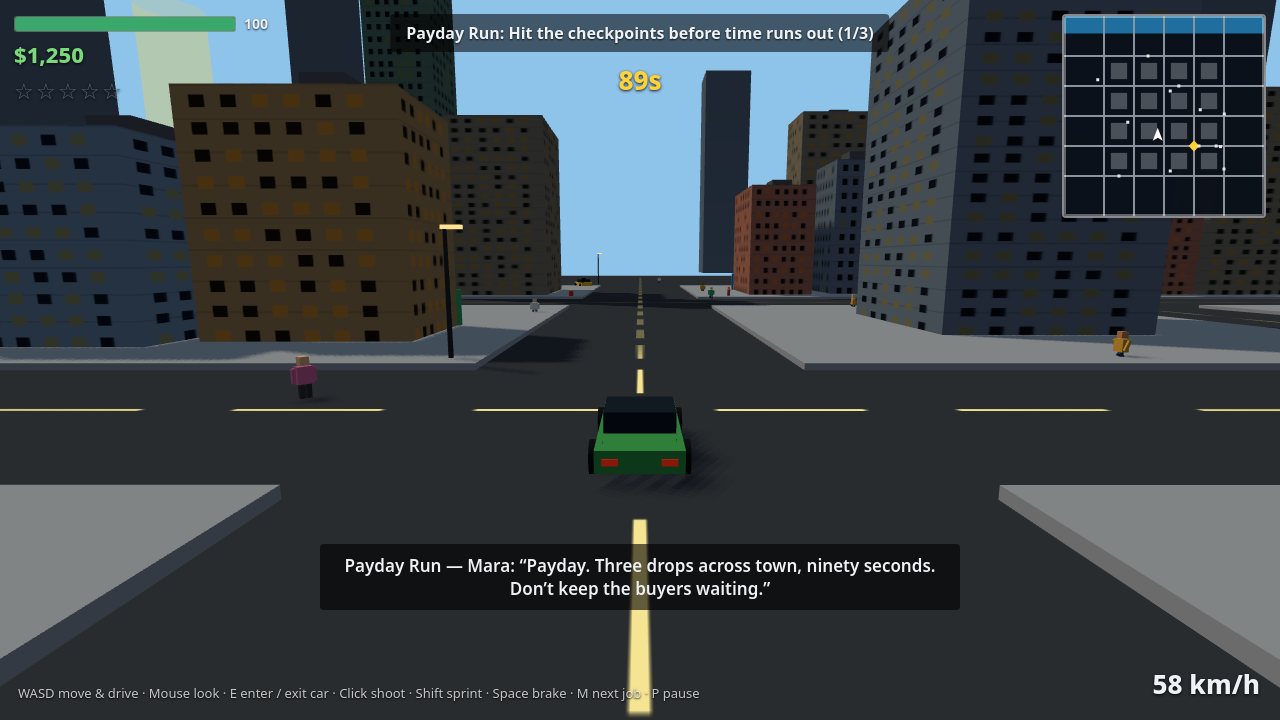 100
Payday Run: Hit the checkpoints before time runs out (1/3)
$1,250
89s
☆☆☆☆☆
Payday Run — Mara: “Payday. Three drops across town, ninety seconds.
Don’t keep the buyers waiting.”
WASD move & drive · Mouse look · E enter / exit car · Click shoot · Shift sprint · Space brake · M next job · P pause
58 km/h